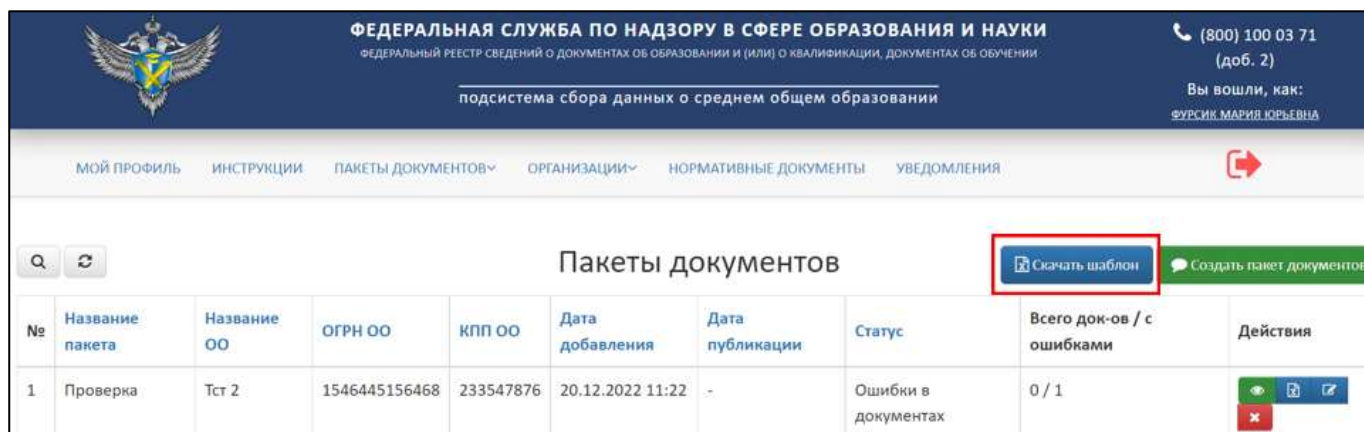 ФЕДЕРАЛЬНАЯ СЛУЖБА ПО НАДЗОРУ В СФЕРЕ ОБРАЗОВАНИЯ И НАУКИ
ФЕДЕРАЛЬНЫЙ РЕЕСТР СВЕДЕНИЙ О ДОКУМЕНТАХ ОБ ОБРАЗОВАНИИ И (ИЛИ) О КВАЛИФИКАЦИИ, ДОКУМЕНТАХ ОБ ОБУЧЕНИИ
подсистема сбора данных о среднем общем образовании
(800) 100 03 71
(доб. 2)
Вы вошли, как:
ФУРСИК МАРИЯ ЮРЬЕВНА
МОЙ ПРОФИЛЬ ИНСТРУКЦИИ ПАКЕТЫ ДОКУМЕНТОВ ОРГАНИЗАЦИИ НОРМАТИВНЫЕ ДОКУМЕНТЫ УВЕДОМЛЕНИЯ
Пакеты документов Скачать шаблон Создать пакет документов
№ Название пакета Название ОО ОГРН ОО КПП ОО Дата добавления Дата публикации Статус Всего док-ов / с ошибками Действия
1 Проверка Тст 2 1546445156468 233547876 20.12.2022 11:22 - Ошибки в документах 0 / 1